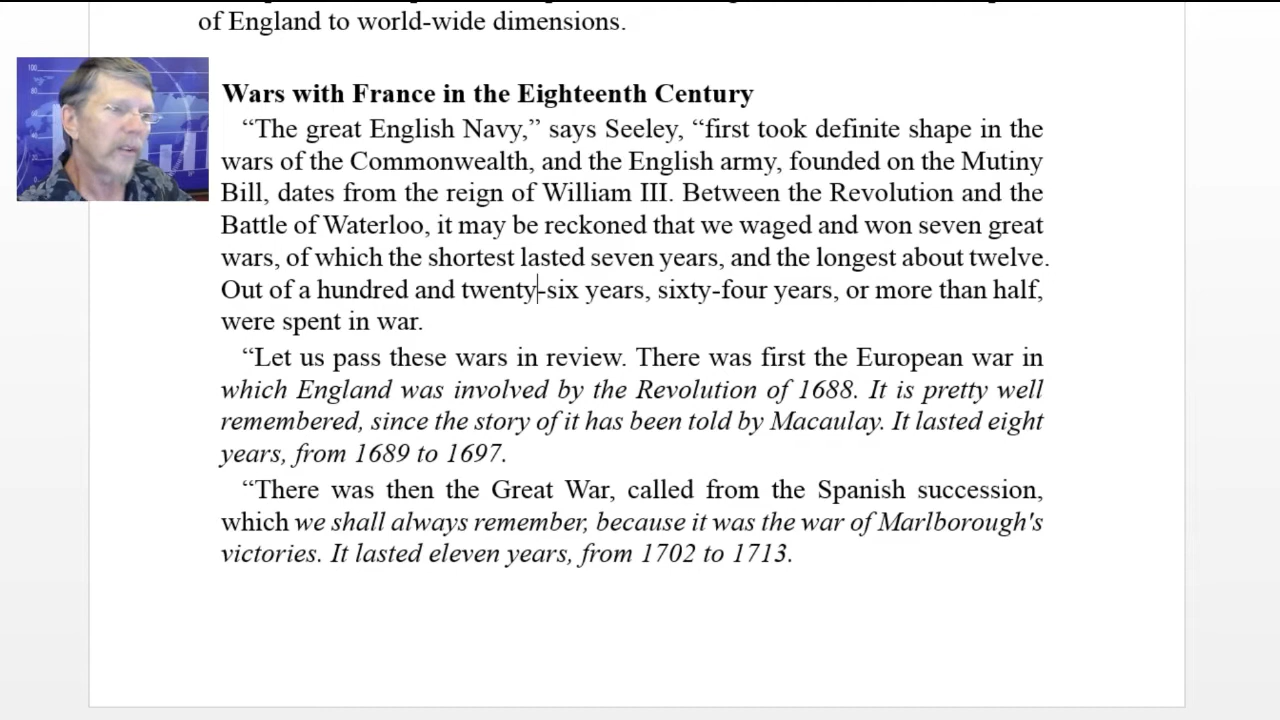 of England to world-wide dimensions.
Wars with France in the Eighteenth Century
“The great English Navy,” says Seeley, “first took definite shape in the
wars of the Commonwealth, and the English army, founded on the Mutiny
Bill, dates from the reign of William III. Between the Revolution and the
Battle of Waterloo, it may be reckoned that we waged and won seven great
wars, of which the shortest lasted seven years, and the longest about twelve.
Out of a hundred and twenty-six years, sixty-four years, or more than half,
were spent in war.
“Let us pass these wars in review. There was first the European war in
which England was involved by the Revolution of 1688. It is pretty well
remembered, since the story of it has been told by Macaulay. It lasted eight
years, from 1689 to 1697.
“There was then the Great War, called from the Spanish succession,
which we shall always remember, because it was the war of Marlborough's
victories. It lasted eleven years, from 1702 to 1713.